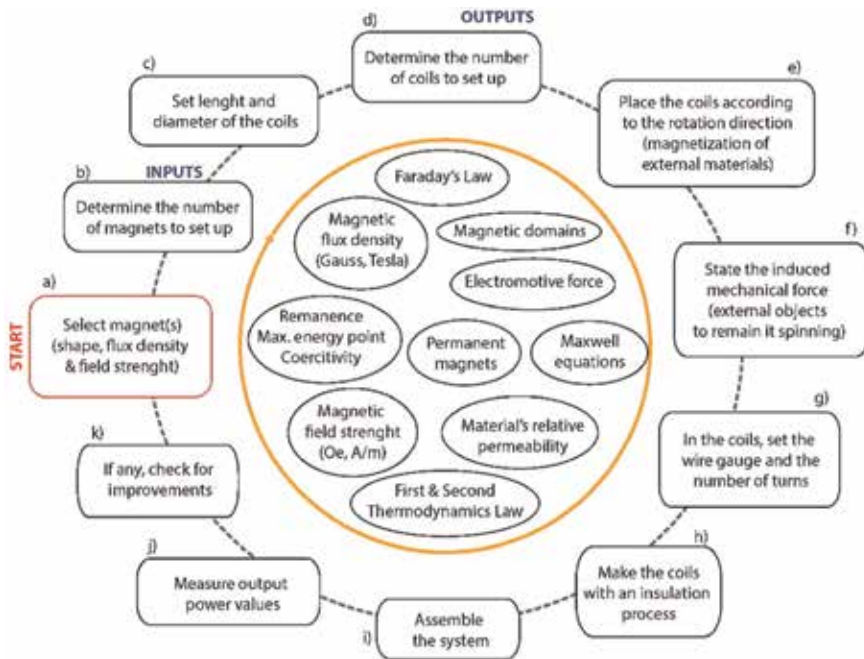 OUTPUTS
d)
Determine the number
of coils to set up
c)
Set lenght and
diameter of the coils
e)
Place the coils according
to the rotation direction
(magnetization of
external materials)
b)
INPUTS
Determine the number
of magnets to set up
f)
State the induced
mechanical force
(external objects
to remain it spinning)
a)
START
Select magnet(s)
(shape, flux density
& field strenght)
g)
In the coils, set the
wire gauge and the
number of turns
k)
If any, check for
improvements
h)
Make the coils
with an insulation
process
j)
Measure output
power values
i)
Assemble
the system
Faraday's Law
Magnetic
flux density
(Gauss, Tesla)
Magnetic domains
Electromotive force
Remanence
Max. energy point
Coercitivity
Permanent
magnets
Maxwell
equations
Magnetic
field strenght
(Oe, A/m)
Material's relative
permeability
First & Second
Thermodynamics Law